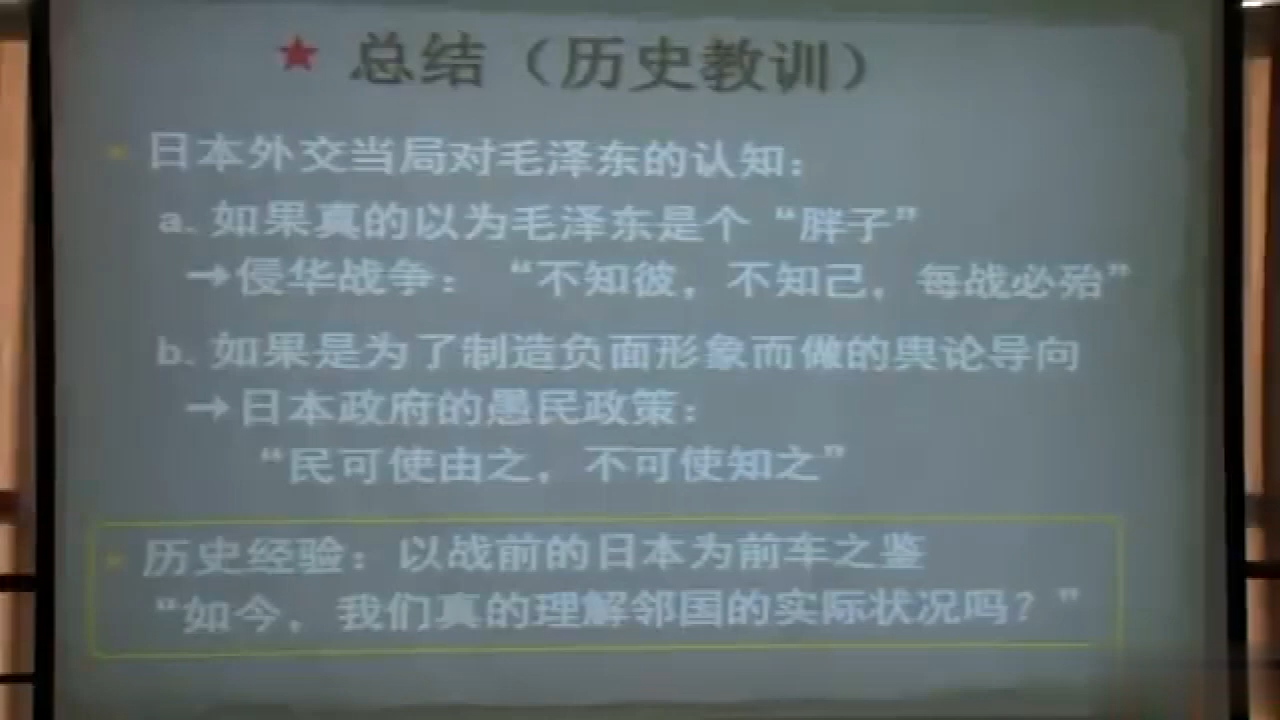 ★ 总结（历史教训）
日本外交当局对毛泽东的认知：
a. 如果真的以为毛泽东是个“胖子”
→侵华战争：“不知彼，不知己，每战必殆”
b. 如果是为了制造负面形象而做的舆论导向
→日本政府的愚民政策：
“民可使由之，不可使知之”
历史经验：以战前的日本为前车之鉴
“如今，我们真的理解邻国的实际状况吗？”